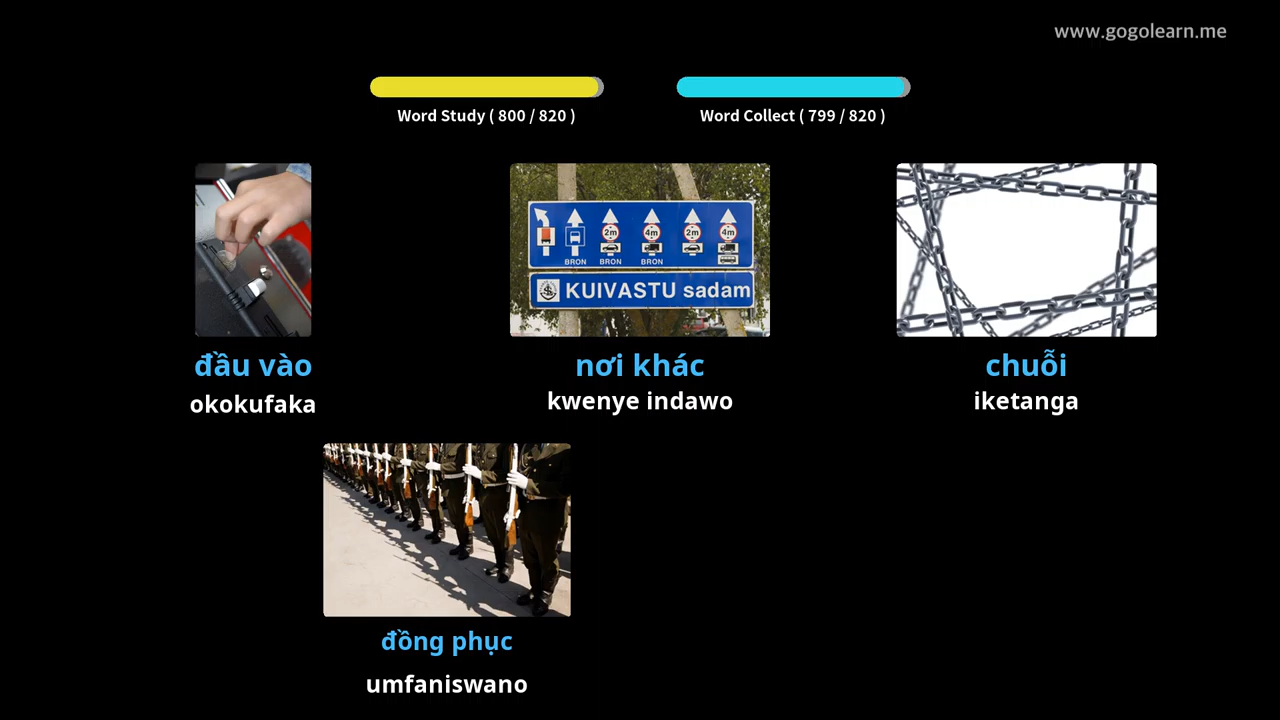 www.gogolearn.me
Word Study ( 800 / 820 )
Word Collect ( 799 / 820 )
2m
4m
2m
4m
BRON
BRON
BRON
KUIVASTU sadam
đầu vào
nơi khác
chuỗi
okokufaka
kwenye indawo
iketanga
đồng phục
umfaniswano